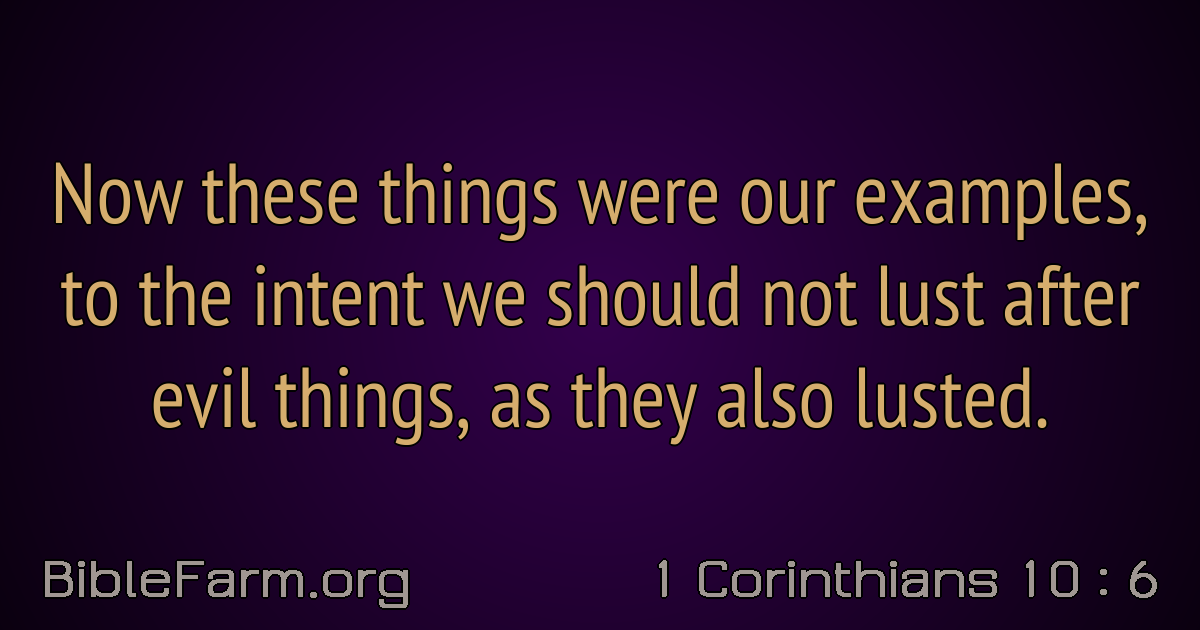 Now these things were our examples,
to the intent we should not lust after
evil things, as they also lusted.
BibleFarm.org
1 Corinthians 10 : 6